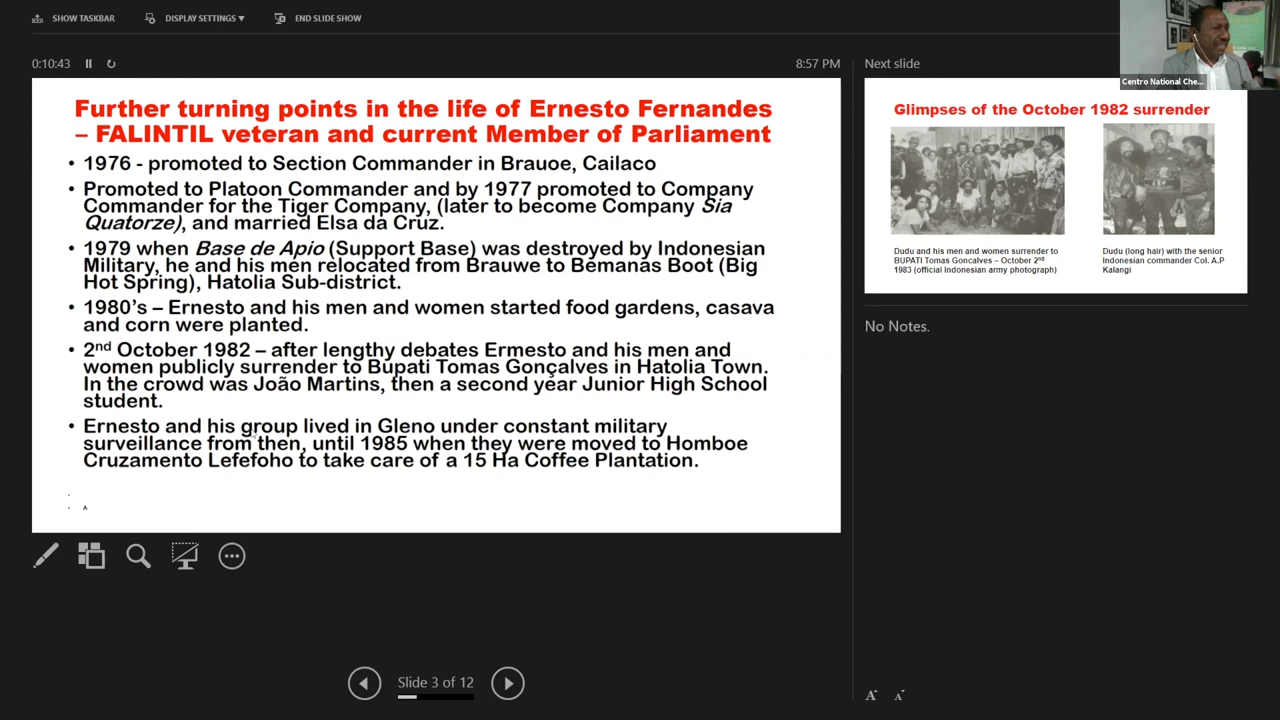 SHOW TASKBAR
DISPLAY SETTINGS ▼
END SLIDE SHOW
0:10:43
8:57 PM
Further turning points in the life of Ernesto Fernandes
– FALINTIL veteran and current Member of Parliament
• 1976 - promoted to Section Commander in Brauoe, Cailaco
• Promoted to Platoon Commander and by 1977 promoted to Company
Commander for the Tiger Company, (later to become Company Sia
Quatorze), and married Elsa da Cruz.
• 1979 when Base de Apio (Support Base) was destroyed by Indonesian
Military, he and his men relocated from Brauwe to Bemanas Boot (Big
Hot Spring), Hatolia Sub-district.
• 1980's – Ernesto and his men and women started food gardens, casava
and corn were planted.
• 2nd October 1982 – after lengthy debates Ermesto and his men and
women publicly surrender to Bupati Tomas Gonçalves in Hatolia Town.
In the crowd was João Martins, then a second year Junior High School
student.
• Ernesto and his group lived in Gleno under constant military
surveillance from then, until 1985 when they were moved to Homboe
Cruzamento Lefefoho to take care of a 15 Ha Coffee Plantation.
A
Slide 3 of 12
Centro National Che...
Next slide
Glimpses of the October 1982 surrender
Dudu and his men and women surrender to
BUPATI Tomas Goncalves – October 2nd
1983 (official Indonesian army photograph)
Dudu (long hair) with the senior
Indonesian commander Col. A.P
Kalangi
No Notes.
A A